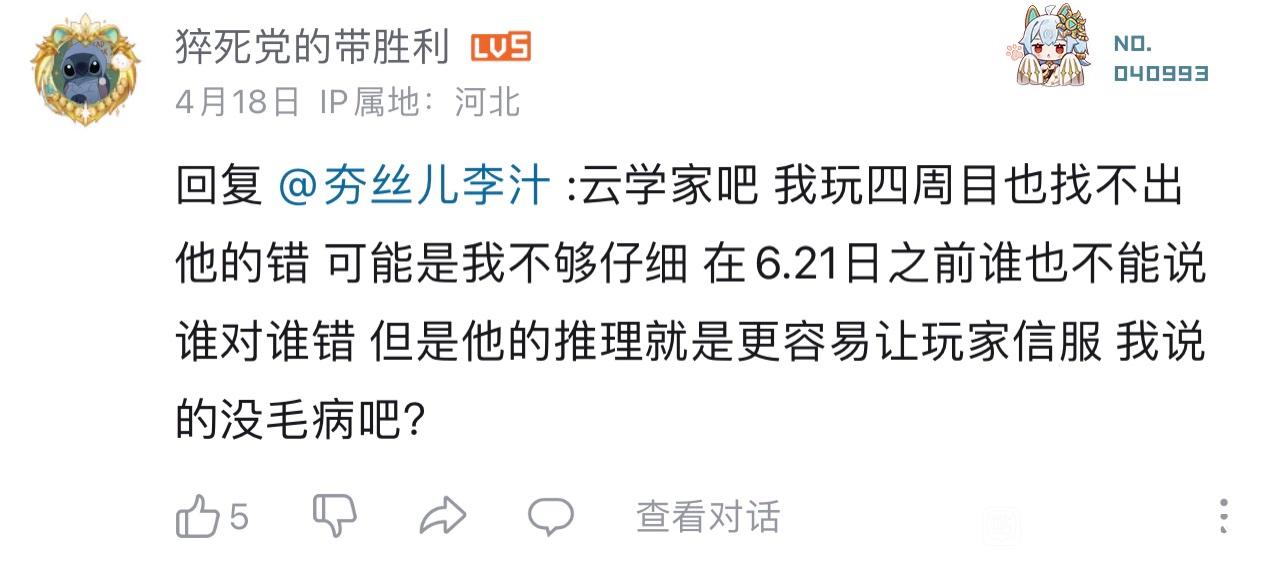 猝死党的带胜利 LV5
NO.
040993
4月18日 IP属地：河北
回复 @夯丝儿李汁 :云学家吧 我玩四周目也找不出
他的错 可能是我不够仔细 在6.21日之前谁也不能说
谁对谁错 但是他的推理就是更容易让玩家信服 我说
的没毛病吧?
5
查看对话